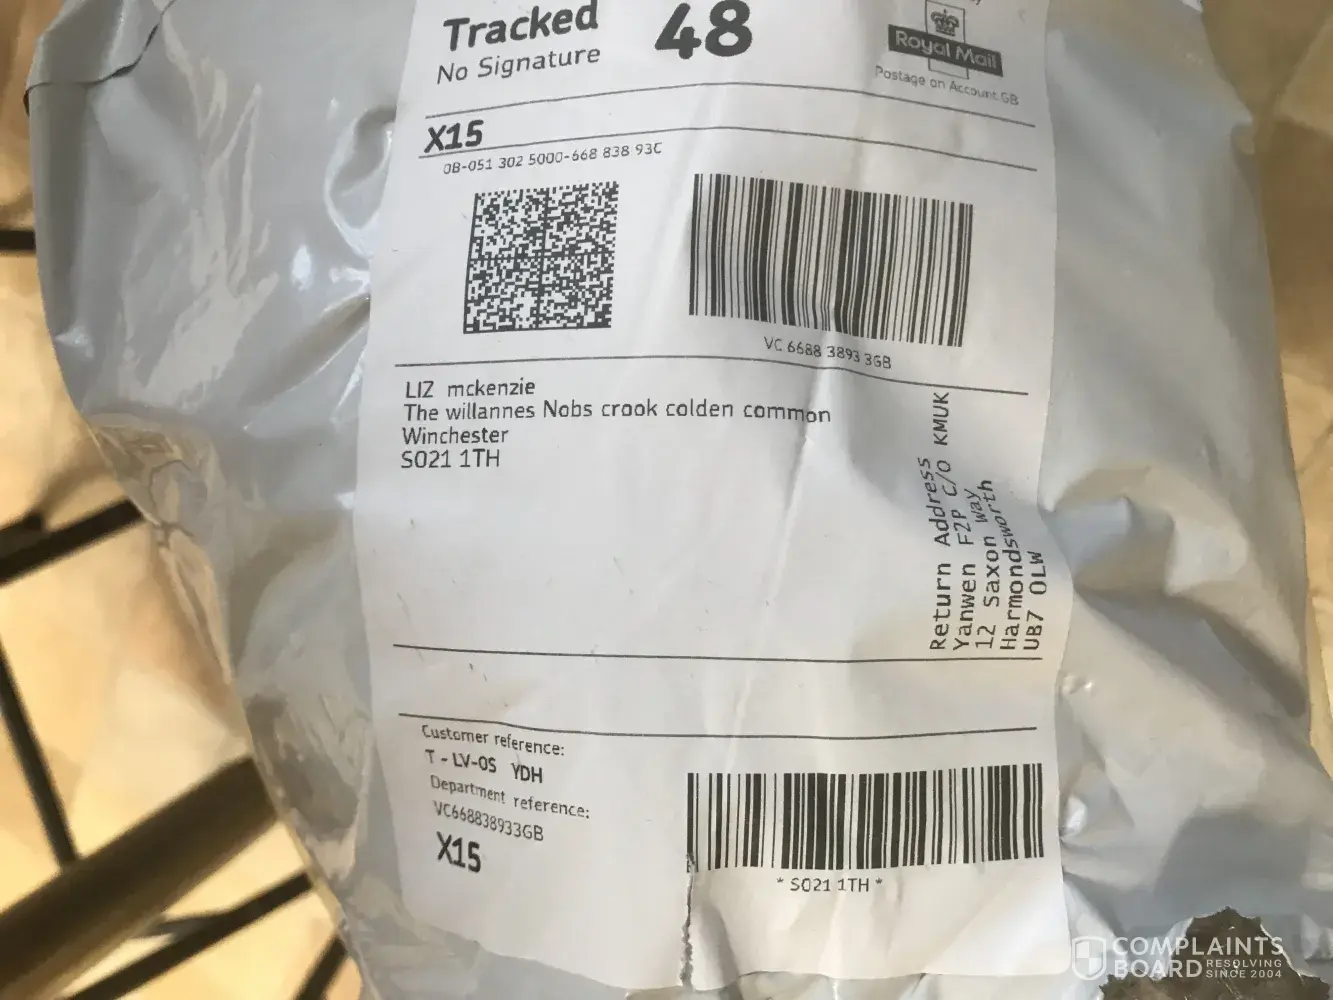 Tracked 48
No Signature
Royal Mail
Postage on Account GB
X15
0B-051 302 5000-668 838 93C
VC 6688 3893 3GB
LIZ mckenzie
The willannes Nobs crook colden common
Winchester
SO21 1TH
Return Address
Yanwen F2P C/O KMUK
12 Saxon Way
Harmondsworth
UB7 0LW
Customer reference:
T - LV-OS YDH
Department reference:
VC668838933GB
X15
* SO21 1TH *
COMPLAINTS
BOARD RESOLVING
SINCE 2004